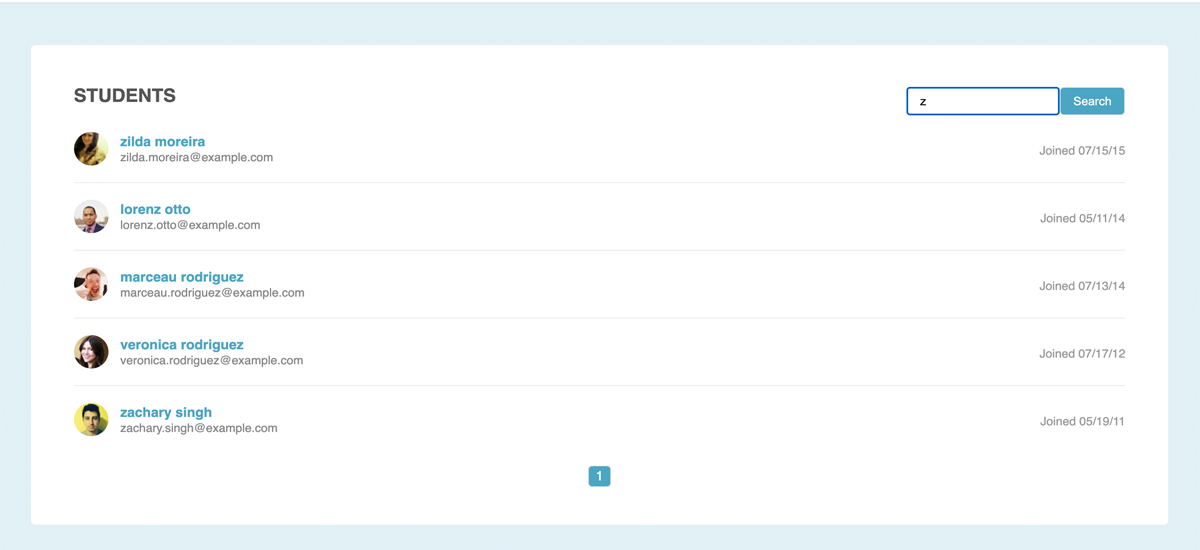 STUDENTS
z
Search
zilda moreira
zilda.moreira@example.com
Joined 07/15/15
lorenz otto
lorenz.otto@example.com
Joined 05/11/14
marceau rodriguez
marceau.rodriguez@example.com
Joined 07/13/14
veronica rodriguez
veronica.rodriguez@example.com
Joined 07/17/12
zachary singh
zachary.singh@example.com
Joined 05/19/11
1